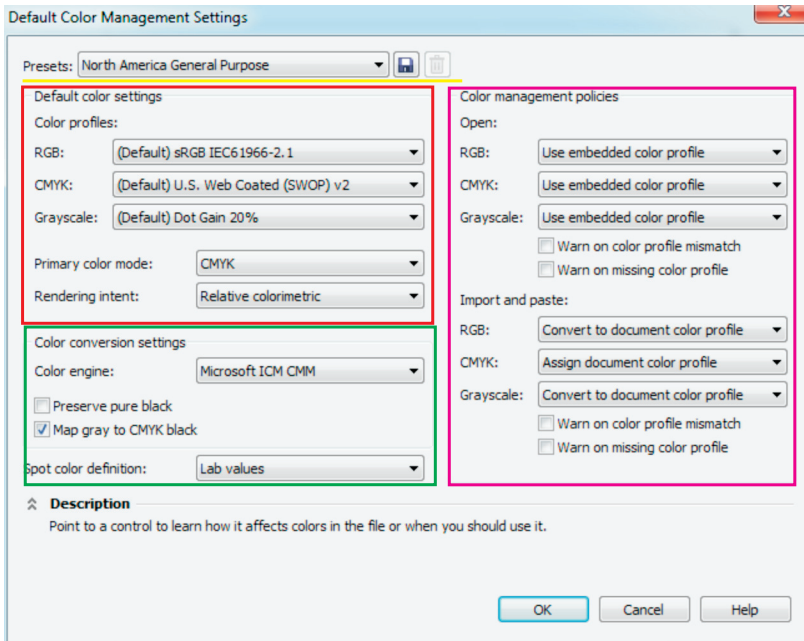 Default Color Management Settings
Presets: North America General Purpose
Default color settings
Color profiles:
RGB: (Default) sRGB IEC61966-2.1
CMYK: (Default) U.S. Web Coated (SWOP) v2
Grayscale: (Default) Dot Gain 20%
Primary color mode: CMYK
Rendering intent: Relative colorimetric
Color conversion settings
Color engine: Microsoft ICM CMM
Preserve pure black
Map gray to CMYK black
Spot color definition: Lab values
Color management policies
Open:
RGB: Use embedded color profile
CMYK: Use embedded color profile
Grayscale: Use embedded color profile
Warn on color profile mismatch
Warn on missing color profile
Import and paste:
RGB: Convert to document color profile
CMYK: Assign document color profile
Grayscale: Convert to document color profile
Warn on color profile mismatch
Warn on missing color profile
Description
Point to a control to learn how it affects colors in the file or when you should use it.
OK Cancel Help